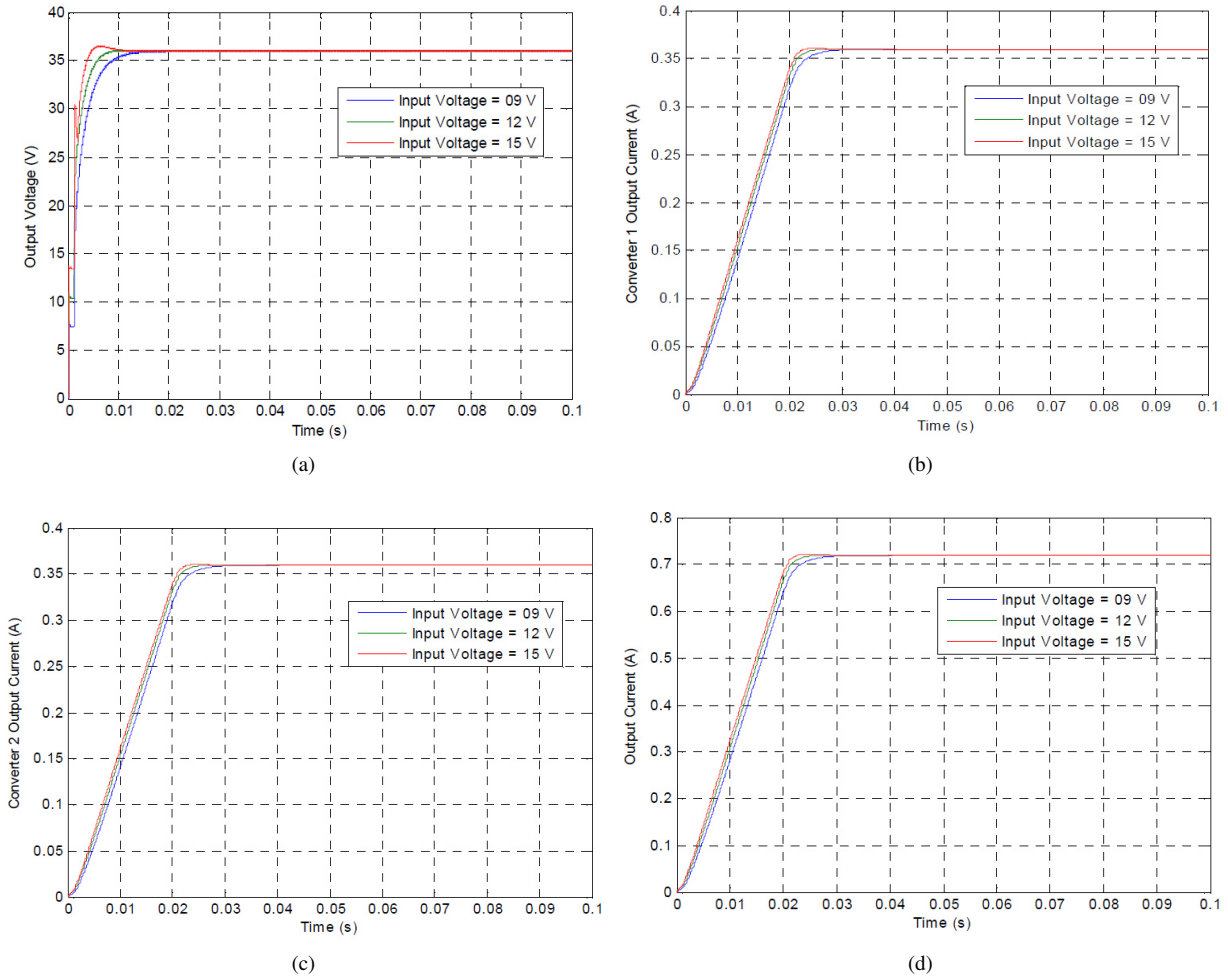 40
35
30
25
20
15
10
5
0
Output Voltage (V)
Input Voltage = 09 V
Input Voltage = 12 V
Input Voltage = 15 V
0 0.01 0.02 0.03 0.04 0.05 0.06 0.07 0.08 0.09 0.1
Time (s)
(a)
0.4
0.35
0.3
0.25
0.2
0.15
0.1
0.05
0
Converter 1 Output Current (A)
Input Voltage = 09 V
Input Voltage = 12 V
Input Voltage = 15 V
0 0.01 0.02 0.03 0.04 0.05 0.06 0.07 0.08 0.09 0.1
Time (s)
(b)
0.4
0.35
0.3
0.25
0.2
0.15
0.1
0.05
0
Converter 2 Output Current (A)
Input Voltage = 09 V
Input Voltage = 12 V
Input Voltage = 15 V
0 0.01 0.02 0.03 0.04 0.05 0.06 0.07 0.08 0.09 0.1
Time (s)
(c)
0.8
0.7
0.6
0.5
0.4
0.3
0.2
0.1
0
Output Current (A)
Input Voltage = 09 V
Input Voltage = 12 V
Input Voltage = 15 V
0 0.01 0.02 0.03 0.04 0.05 0.06 0.07 0.08 0.09 0.1
Time (s)
(d)